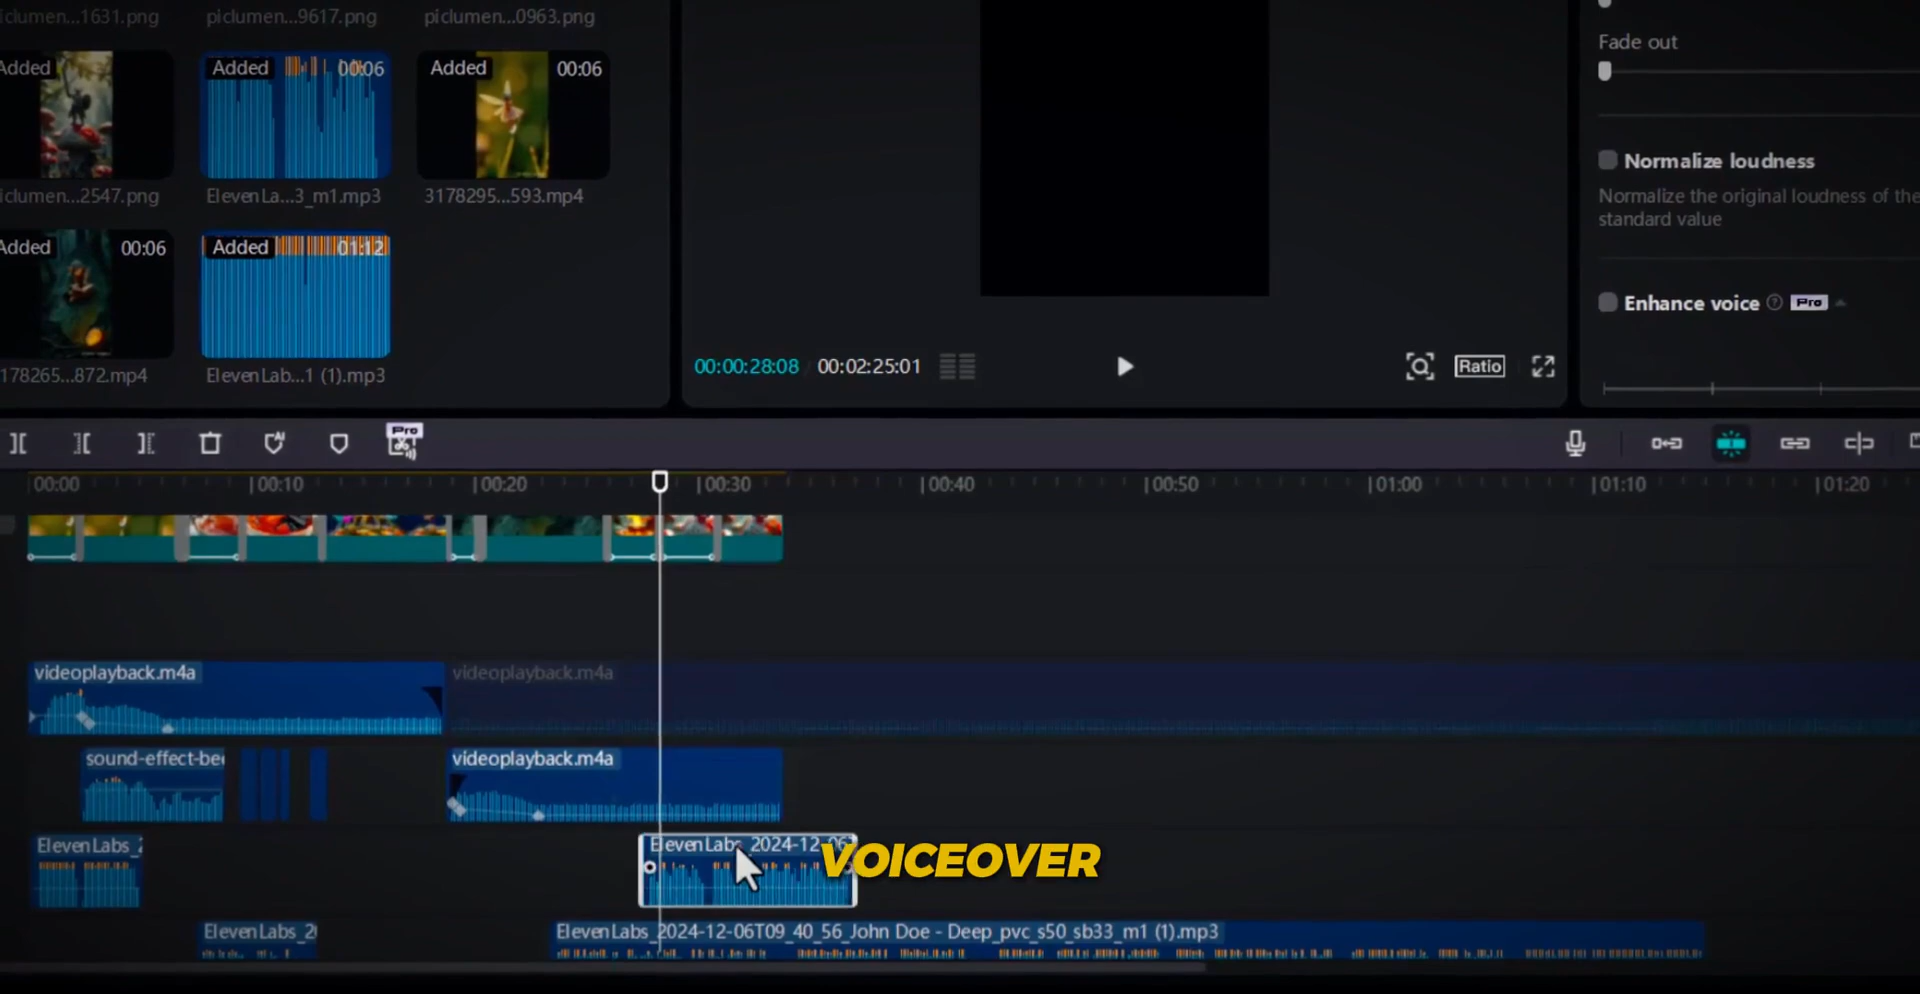 iclumen...1631.png
piclumen...9617.png
piclumen...0963.png
Added
Added
00:06
Added
00:06
iclumen...2547.png
ElevenLa...3_m1.mp3
3178295...593.mp4
Added
00:06
Added
01:12
178265...872.mp4
ElevenLab...1 (1).mp3
00:00:28:08
00:02:25:01
Ratio
Fade out
Normalize loudness
Normalize the original loudness of the
standard value
Enhance voice
Pro
Pro
00:00
00:10
00:20
00:30
00:40
00:50
01:00
01:10
01:20
videoplayback.m4a
videoplayback.m4a
sound-effect-bee
videoplayback.m4a
ElevenLabs_2
ElevenLabs_2024-12-06T
VOICEOVER
ElevenLabs_20
ElevenLabs_2024-12-06T09_40_56_John Doe - Deep_pvc_s50_sb33_m1 (1).mp3